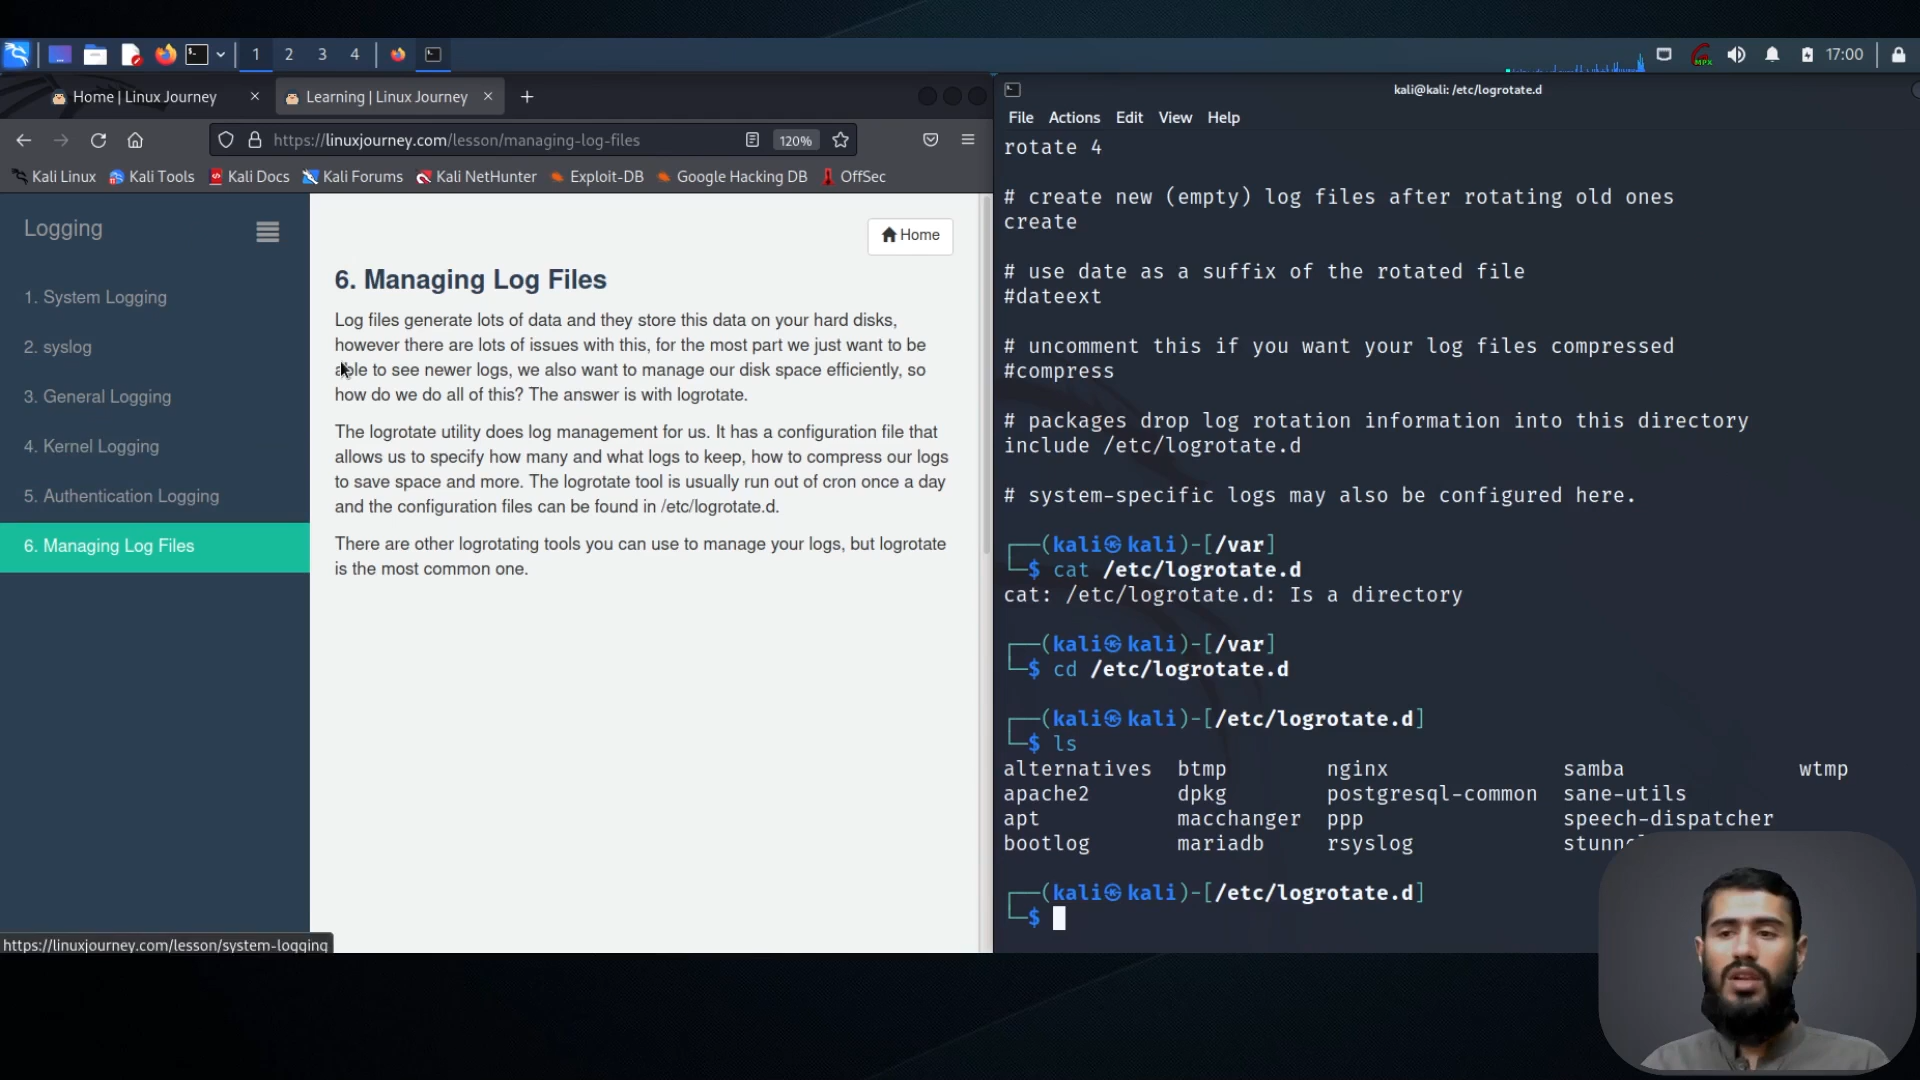 1 2 3 4
MPX
17:00
Home | Linux Journey
Learning | Linux Journey
https://linuxjourney.com/lesson/managing-log-files
120%
Kali Linux Kali Tools Kali Docs Kali Forums Kali NetHunter Exploit-DB Google Hacking DB OffSec
Logging
1. System Logging
2. syslog
3. General Logging
4. Kernel Logging
5. Authentication Logging
6. Managing Log Files
Home
6. Managing Log Files
Log files generate lots of data and they store this data on your hard disks,
however there are lots of issues with this, for the most part we just want to be
able to see newer logs, we also want to manage our disk space efficiently, so
how do we do all of this? The answer is with logrotate.
The logrotate utility does log management for us. It has a configuration file that
allows us to specify how many and what logs to keep, how to compress our logs
to save space and more. The logrotate tool is usually run out of cron once a day
and the configuration files can be found in /etc/logrotate.d.
There are other logrotating tools you can use to manage your logs, but logrotate
is the most common one.
https://linuxjourney.com/lesson/system-logging
kali@kali: /etc/logrotate.d
File Actions Edit View Help
rotate 4
# create new (empty) log files after rotating old ones
create
# use date as a suffix of the rotated file
#dateext
# uncomment this if you want your log files compressed
#compress
# packages drop log rotation information into this directory
include /etc/logrotate.d
# system-specific logs may also be configured here.
┌──(kali㉿kali)-[/var]
└─$ cat /etc/logrotate.d
cat: /etc/logrotate.d: Is a directory
┌──(kali㉿kali)-[/var]
└─$ cd /etc/logrotate.d
┌──(kali㉿kali)-[/etc/logrotate.d]
└─$ ls
alternatives btmp nginx samba wtmp
apache2 dpkg postgresql-common sane-utils
apt macchanger ppp speech-dispatcher
bootlog mariadb rsyslog
┌──(kali㉿kali)-[/etc/logrotate.d]
└─$